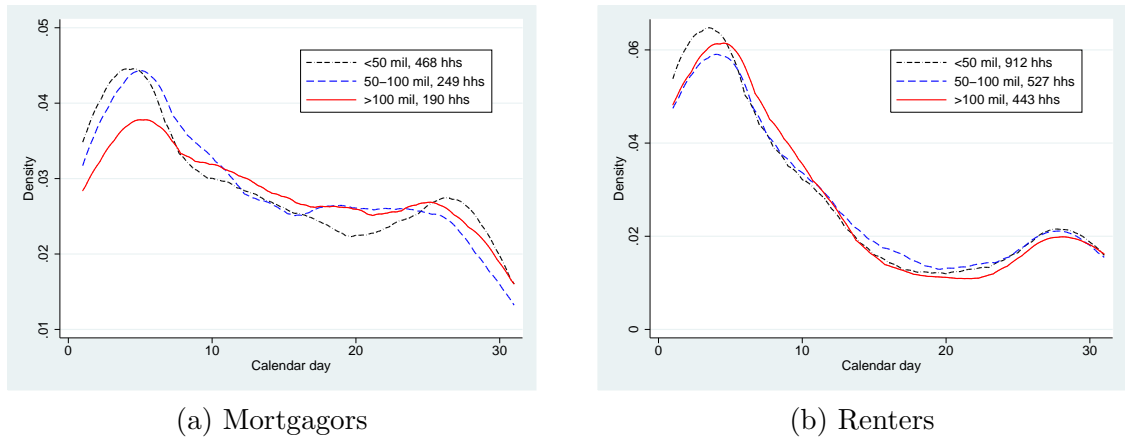 .05
.04
.03
.02
.01
Density
<50 mil, 468 hhs
50−100 mil, 249 hhs
>100 mil, 190 hhs
0
10
20
30
Calendar day
(a) Mortgagors
.06
.04
.02
0
Density
<50 mil, 912 hhs
50−100 mil, 527 hhs
>100 mil, 443 hhs
0
10
20
30
Calendar day
(b) Renters